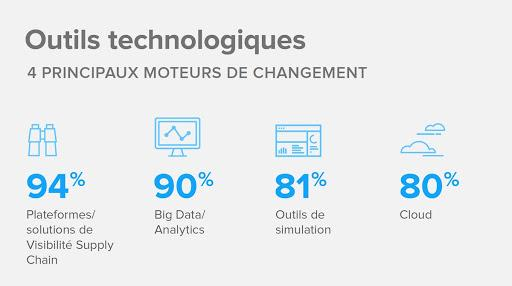 Outils technologiques
4 PRINCIPAUX MOTEURS DE CHANGEMENT
94%
Plateformes/
solutions de
Visibilité Supply
Chain
90%
Big Data/
Analytics
81%
Outils de
simulation
80%
Cloud